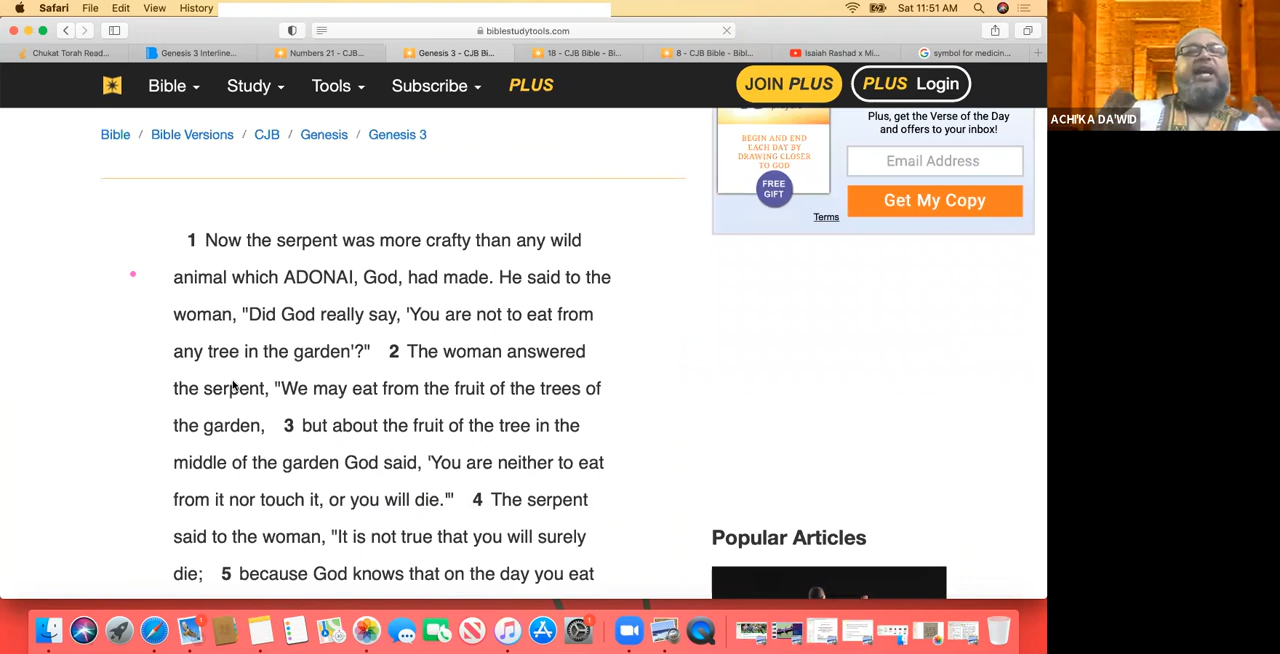 Safari File Edit View History
Sat 11:51 AM
biblestudytools.com
Chukat Torah Read...
Genesis 3 Interline...
Numbers 21 - CJB...
Genesis 3 - CJB Bi...
18 - CJB Bible - Bi...
8 - CJB Bible - Bibl...
Isaiah Rashad x Mi...
symbol for medicin...
Bible Study Tools Subscribe PLUS
JOIN PLUS
PLUS Login
ACHI'KA DA'WID
Bible / Bible Versions / CJB / Genesis / Genesis 3
BEGIN AND END
EACH DAY BY
DRAWING CLOSER
TO GOD
FREE
GIFT
Plus, get the Verse of the Day
and offers to your inbox!
Email Address
Get My Copy
Terms
1 Now the serpent was more crafty than any wild
animal which ADONAI, God, had made. He said to the
woman, "Did God really say, 'You are not to eat from
any tree in the garden'?" 2 The woman answered
the serpent, "We may eat from the fruit of the trees of
the garden, 3 but about the fruit of the tree in the
middle of the garden God said, 'You are neither to eat
from it nor touch it, or you will die.'" 4 The serpent
said to the woman, "It is not true that you will surely
die; 5 because God knows that on the day you eat
Popular Articles